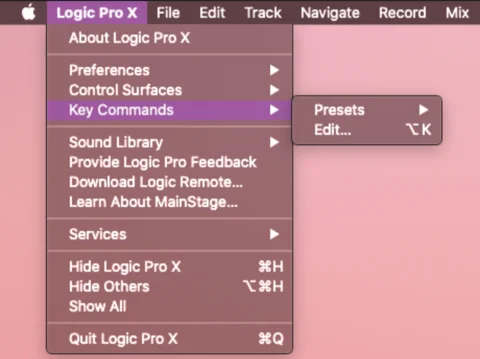 Logic Pro X File Edit Track Navigate Record Mix
About Logic Pro X
Preferences
Control Surfaces
Key Commands
Presets
Edit... ⌥K
Sound Library
Provide Logic Pro Feedback
Download Logic Remote...
Learn About MainStage...
Services
Hide Logic Pro X ⌘H
Hide Others ⌥⌘H
Show All
Quit Logic Pro X ⌘Q